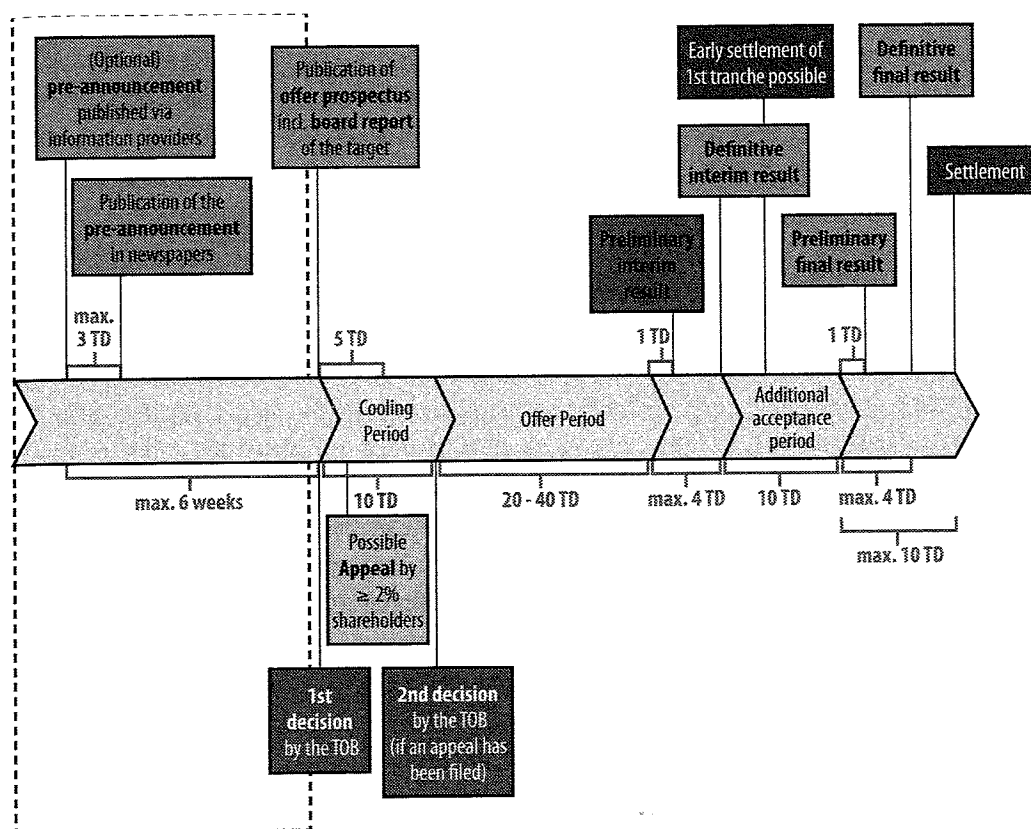 (Optional)
pre-announcement
published via
information providers
Publication of the
pre-announcement
in newspapers
Publication of
offer prospectus
incl. board report
of the target
Early settlement of
1st tranche possible
Definitive
final result
Definitive
interim result
Settlement
Preliminary
interim
result
Preliminary
final result
max.
3 TD
5 TD
1 TD
1 TD
Cooling
Period
Offer Period
Additional
acceptance
period
max. 6 weeks
10 TD
20 - 40 TD
max. 4 TD
10 TD
max. 4 TD
max. 10 TD
Possible
Appeal by
≥ 2%
shareholders
1st
decision
by the TOB
2nd decision
by the TOB
(if an appeal has
been filed)